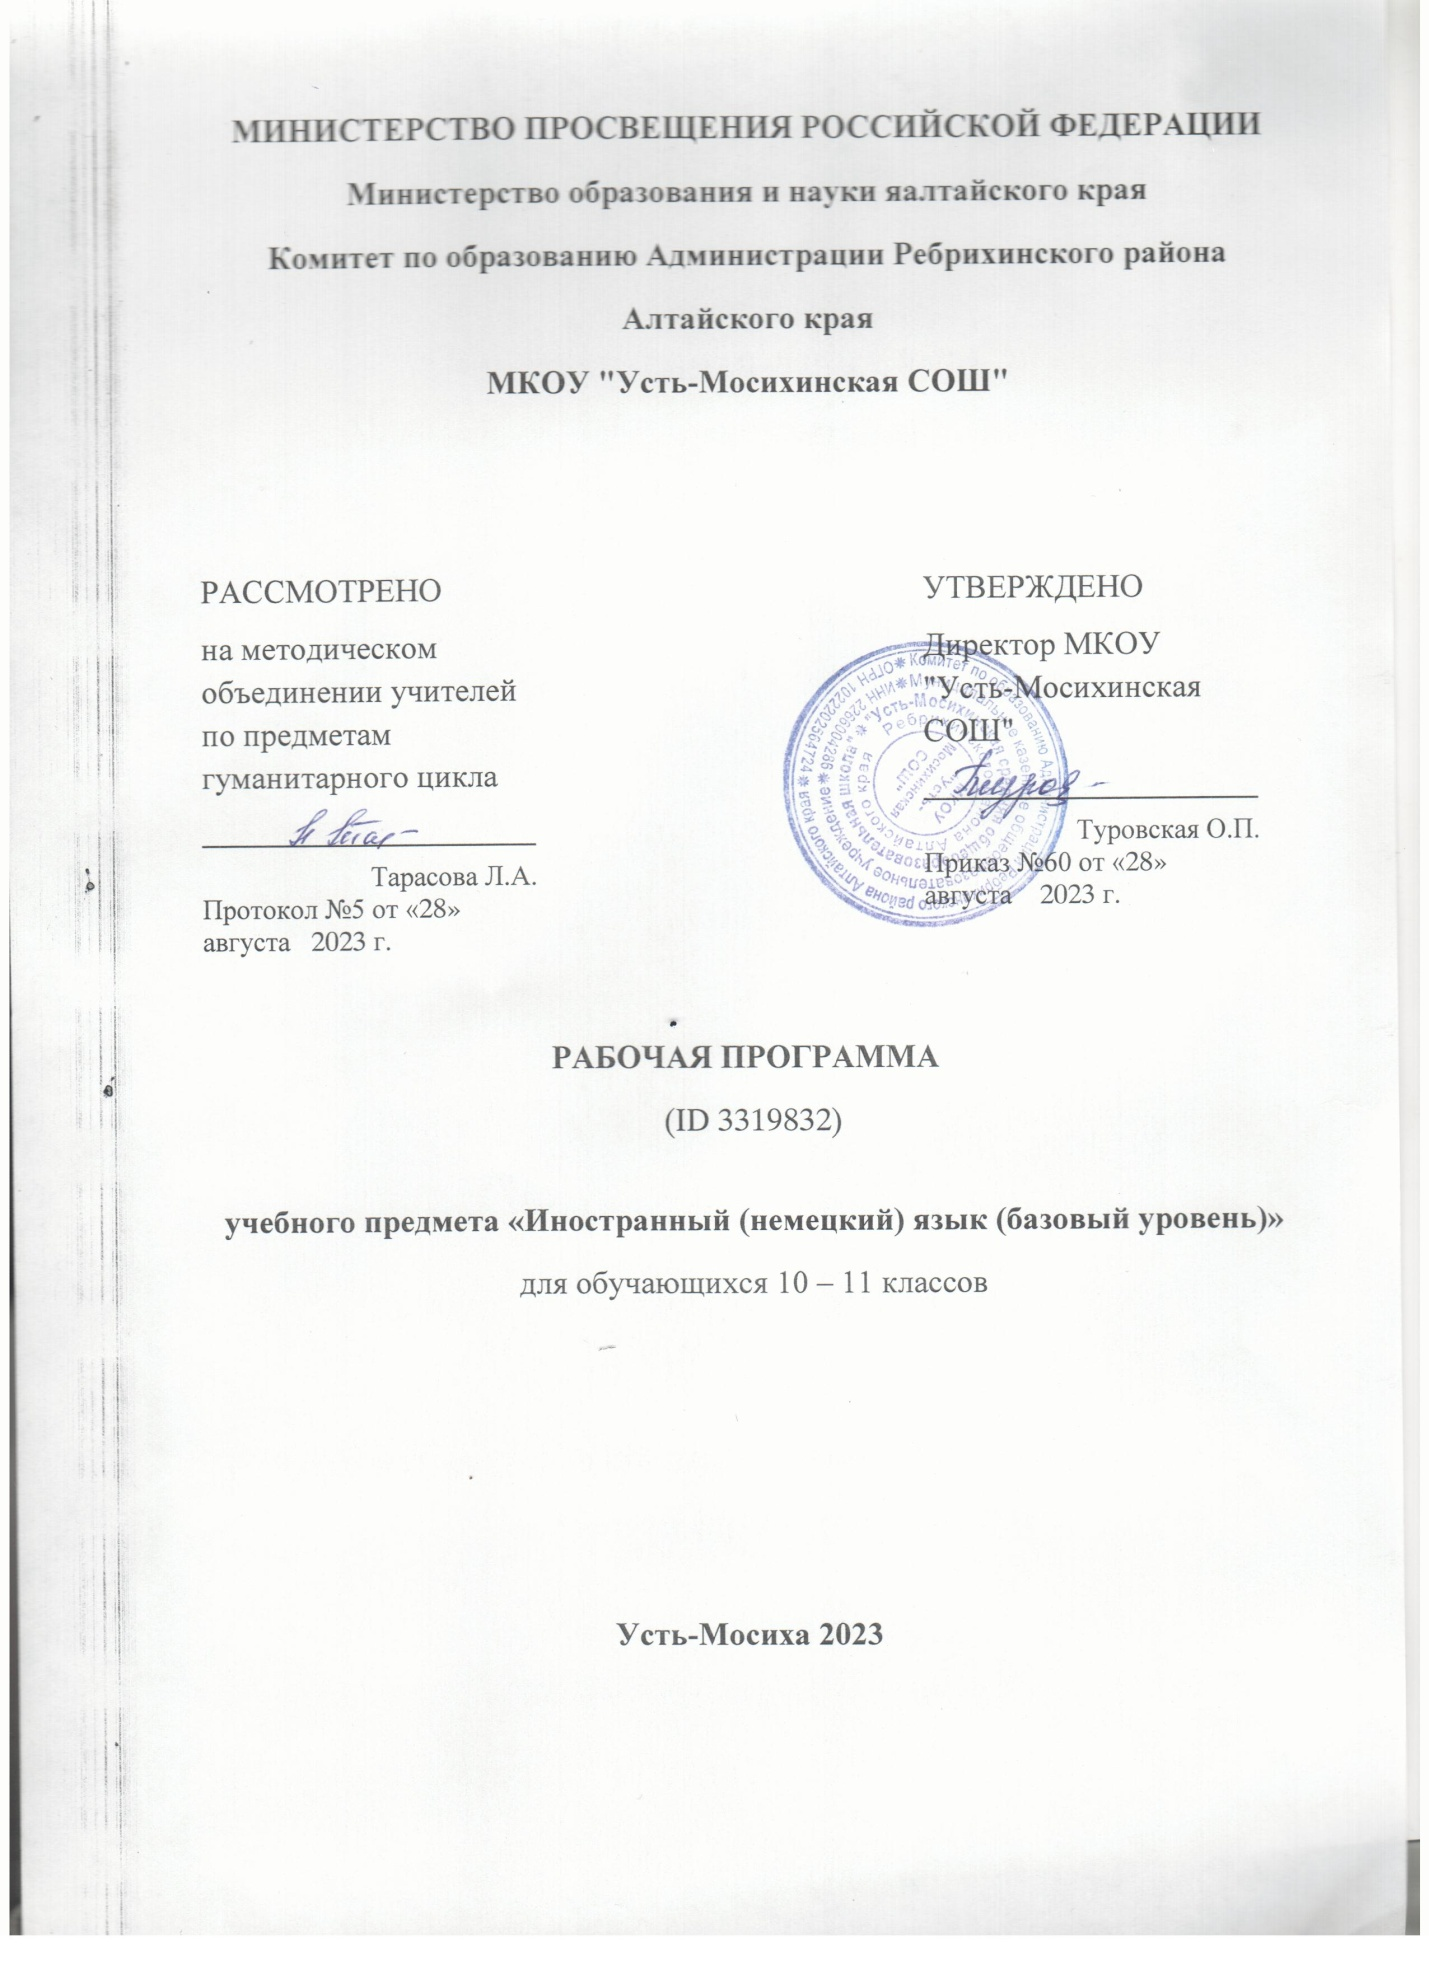 МИНИСТЕРСТВО ПРОСВЕЩЕНИЯ РОССИЙСКОЙ ФЕДЕРАЦИИ
Министерство образования и науки яалтайского края
Комитет по образованию Администрации Ребрихинского района
Алтайского края
МКОУ "Усть-Мосихинская СОШ"
РАССМОТРЕНО
на методическом
объединении учителей
по предметам
гуманитарного цикла
Тарасова Л.А.
Протокол №5 от «28»
августа 2023 г.
УТВЕРЖДЕНО
Директор МКОУ
"Усть-Мосихинская
СОШ"
Туровская О.П.
Приказ №60 от «28»
августа 2023 г.
РАБОЧАЯ ПРОГРАММА
(ID 3319832)
учебного предмета «Иностранный (немецкий) язык (базовый уровень)»
для обучающихся 10 – 11 классов
Усть-Мосиха 2023